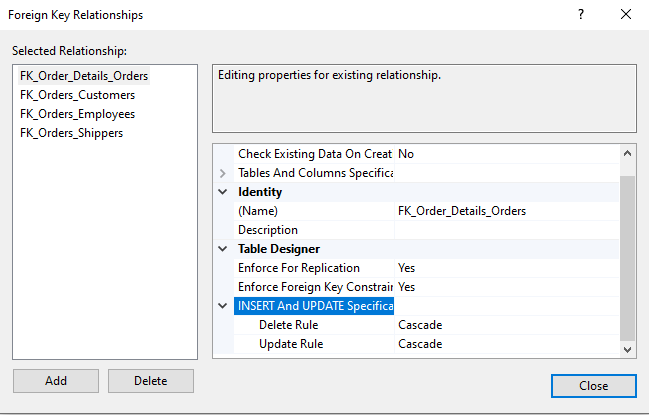 Foreign Key Relationships
?
Selected Relationship:
FK_Order_Details_Orders
FK_Orders_Customers
FK_Orders_Employees
FK_Orders_Shippers
Add
Delete
Editing properties for existing relationship.
Check Existing Data On Creat No
Tables And Columns Specifica
Identity
(Name) FK_Order_Details_Orders
Description
Table Designer
Enforce For Replication Yes
Enforce Foreign Key Constrain Yes
INSERT And UPDATE Specifica
Delete Rule Cascade
Update Rule Cascade
Close